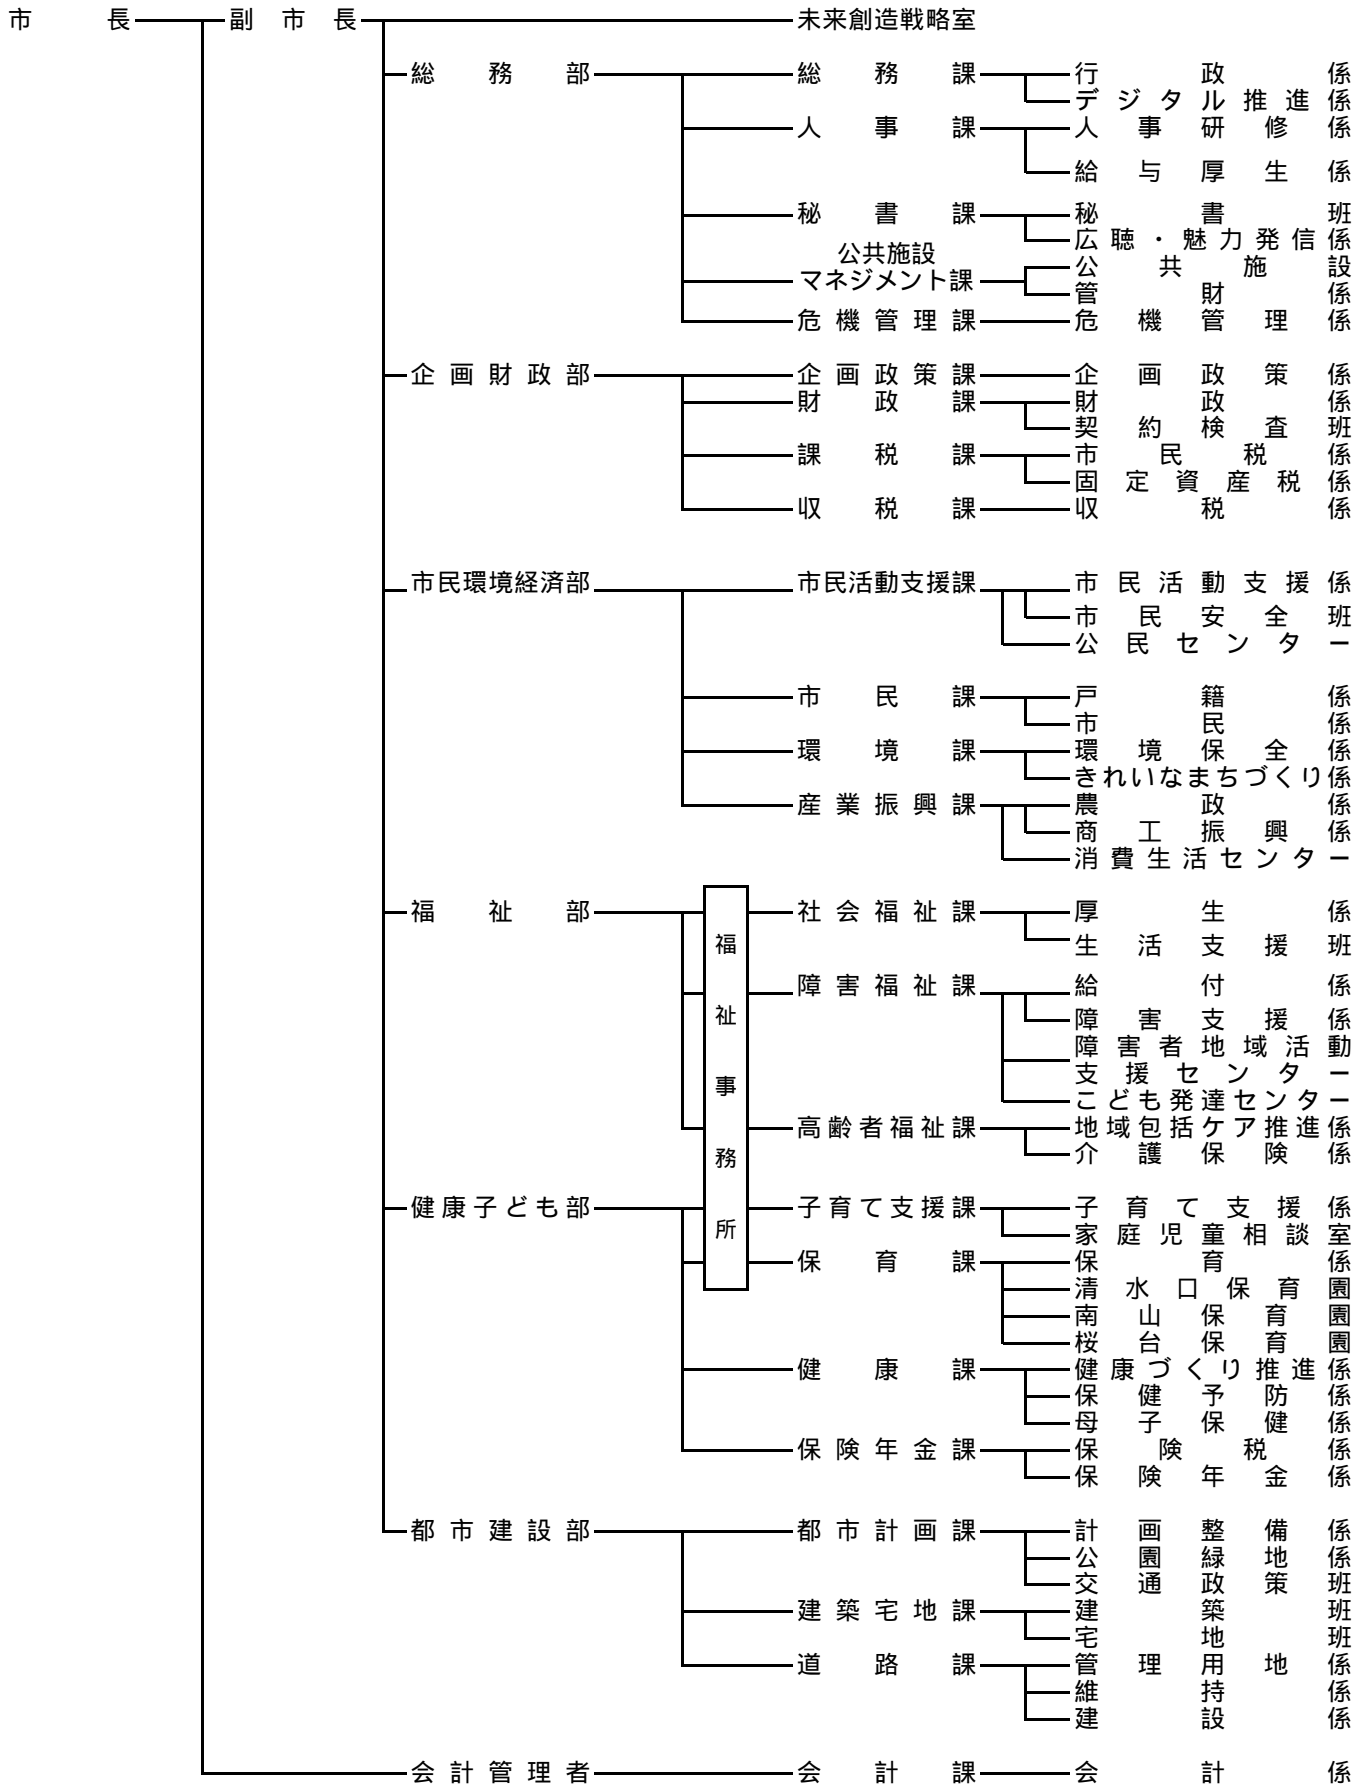 市長 副市長 未来創造戦略室
総務部 総務課 行政係
デジタル推進係
人事課 人事研修係
給与厚生係
秘書課 秘書班
広聴・魅力発信係
公共施設
マネジメント課 公共施設
管財係
危機管理課 危機管理係
企画財政部 企画政策課 企画政策係
財政課 財政係
契約検査班
課税課 市民税係
固定資産税係
収税課 収税係
市民環境経済部 市民活動支援課 市民活動支援係
市民安全班
公民センター
市民課 戸籍係
市民係
環境課 環境保全係
きれいなまちづくり係
産業振興課 農政係
商工振興係
消費生活センター
福祉事務所
福祉部 社会福祉課 厚生係
生活支援班
障害福祉課 給付係
障害支援係
障害者地域活動
支援センター
こども発達センター
高齢者福祉課 地域包括ケア推進係
介護保険係
健康子ども部 子育て支援課 子育て支援係
家庭児童相談室
保育課 保育係
清水口保育園
南山保育園
桜台保育園
健康課 健康づくり推進係
保健予防係
母子保健係
保険年金課 保険税係
保険年金係
都市建設部 都市計画課 計画整備係
公園緑地係
交通政策班
建築宅地課 建築班
宅地班
道路課 管理用地係
維持係
建設係
会計管理者 会計課 会計係